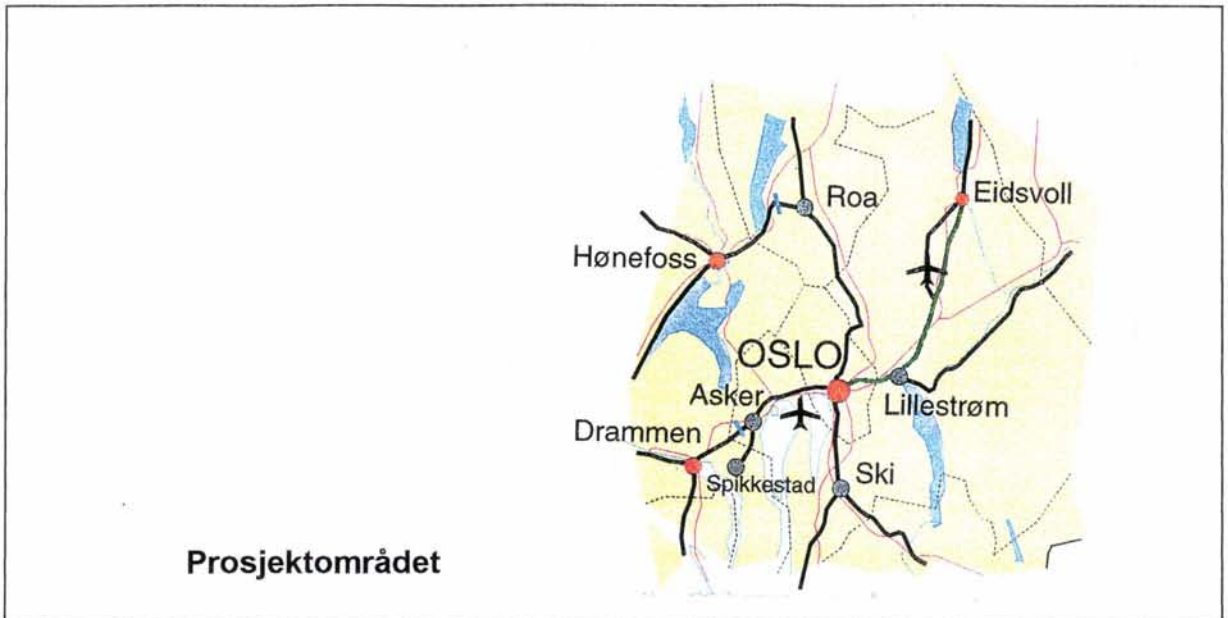 Roa
Eidsvoll
Hønefoss
OSLO
Asker
Lillestrøm
Drammen
Spikkestad
Ski
Prosjektområdet